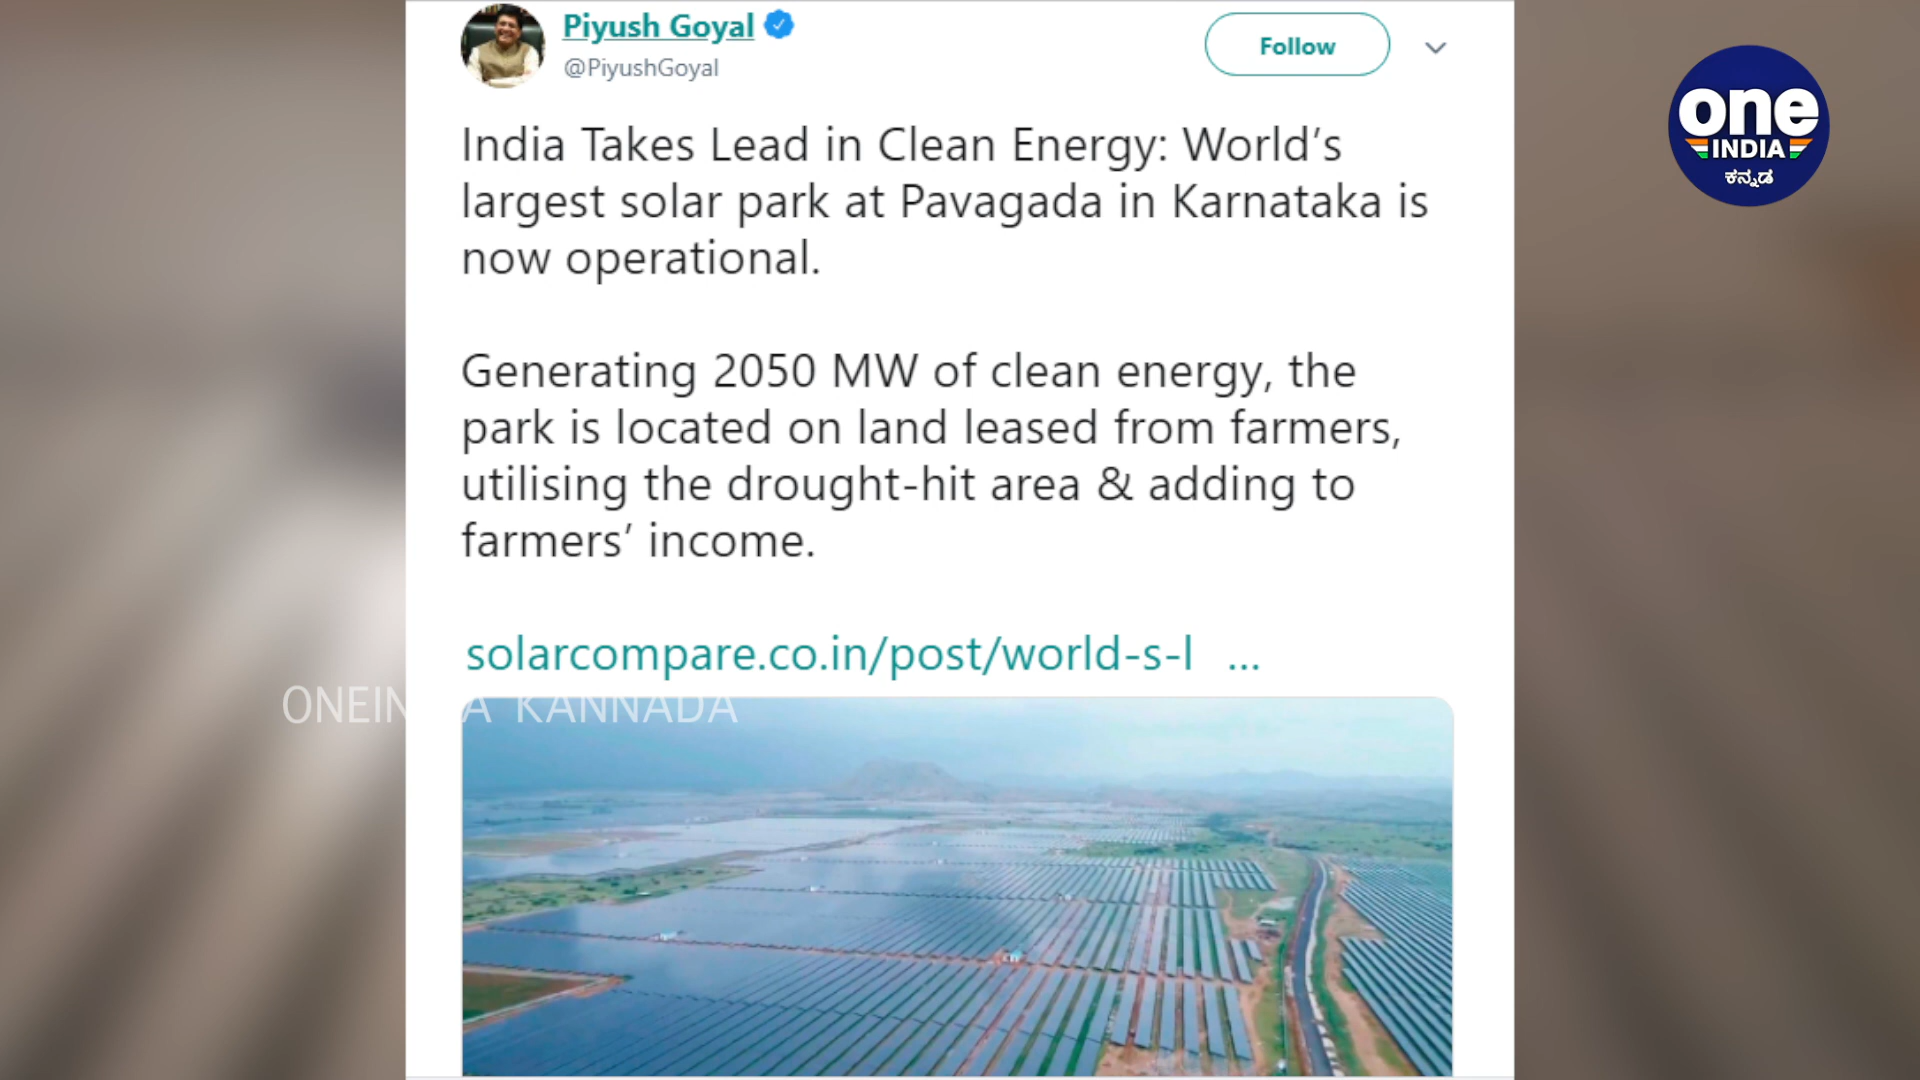 Piyush Goyal
@PiyushGoyal
Follow
one
INDIA
ಕನ್ನಡ
India Takes Lead in Clean Energy: World’s
largest solar park at Pavagada in Karnataka is
now operational.
Generating 2050 MW of clean energy, the
park is located on land leased from farmers,
utilising the drought-hit area & adding to
farmers’ income.
solarcompare.co.in/post/world-s-l ...
ONEINDIA KANNADA